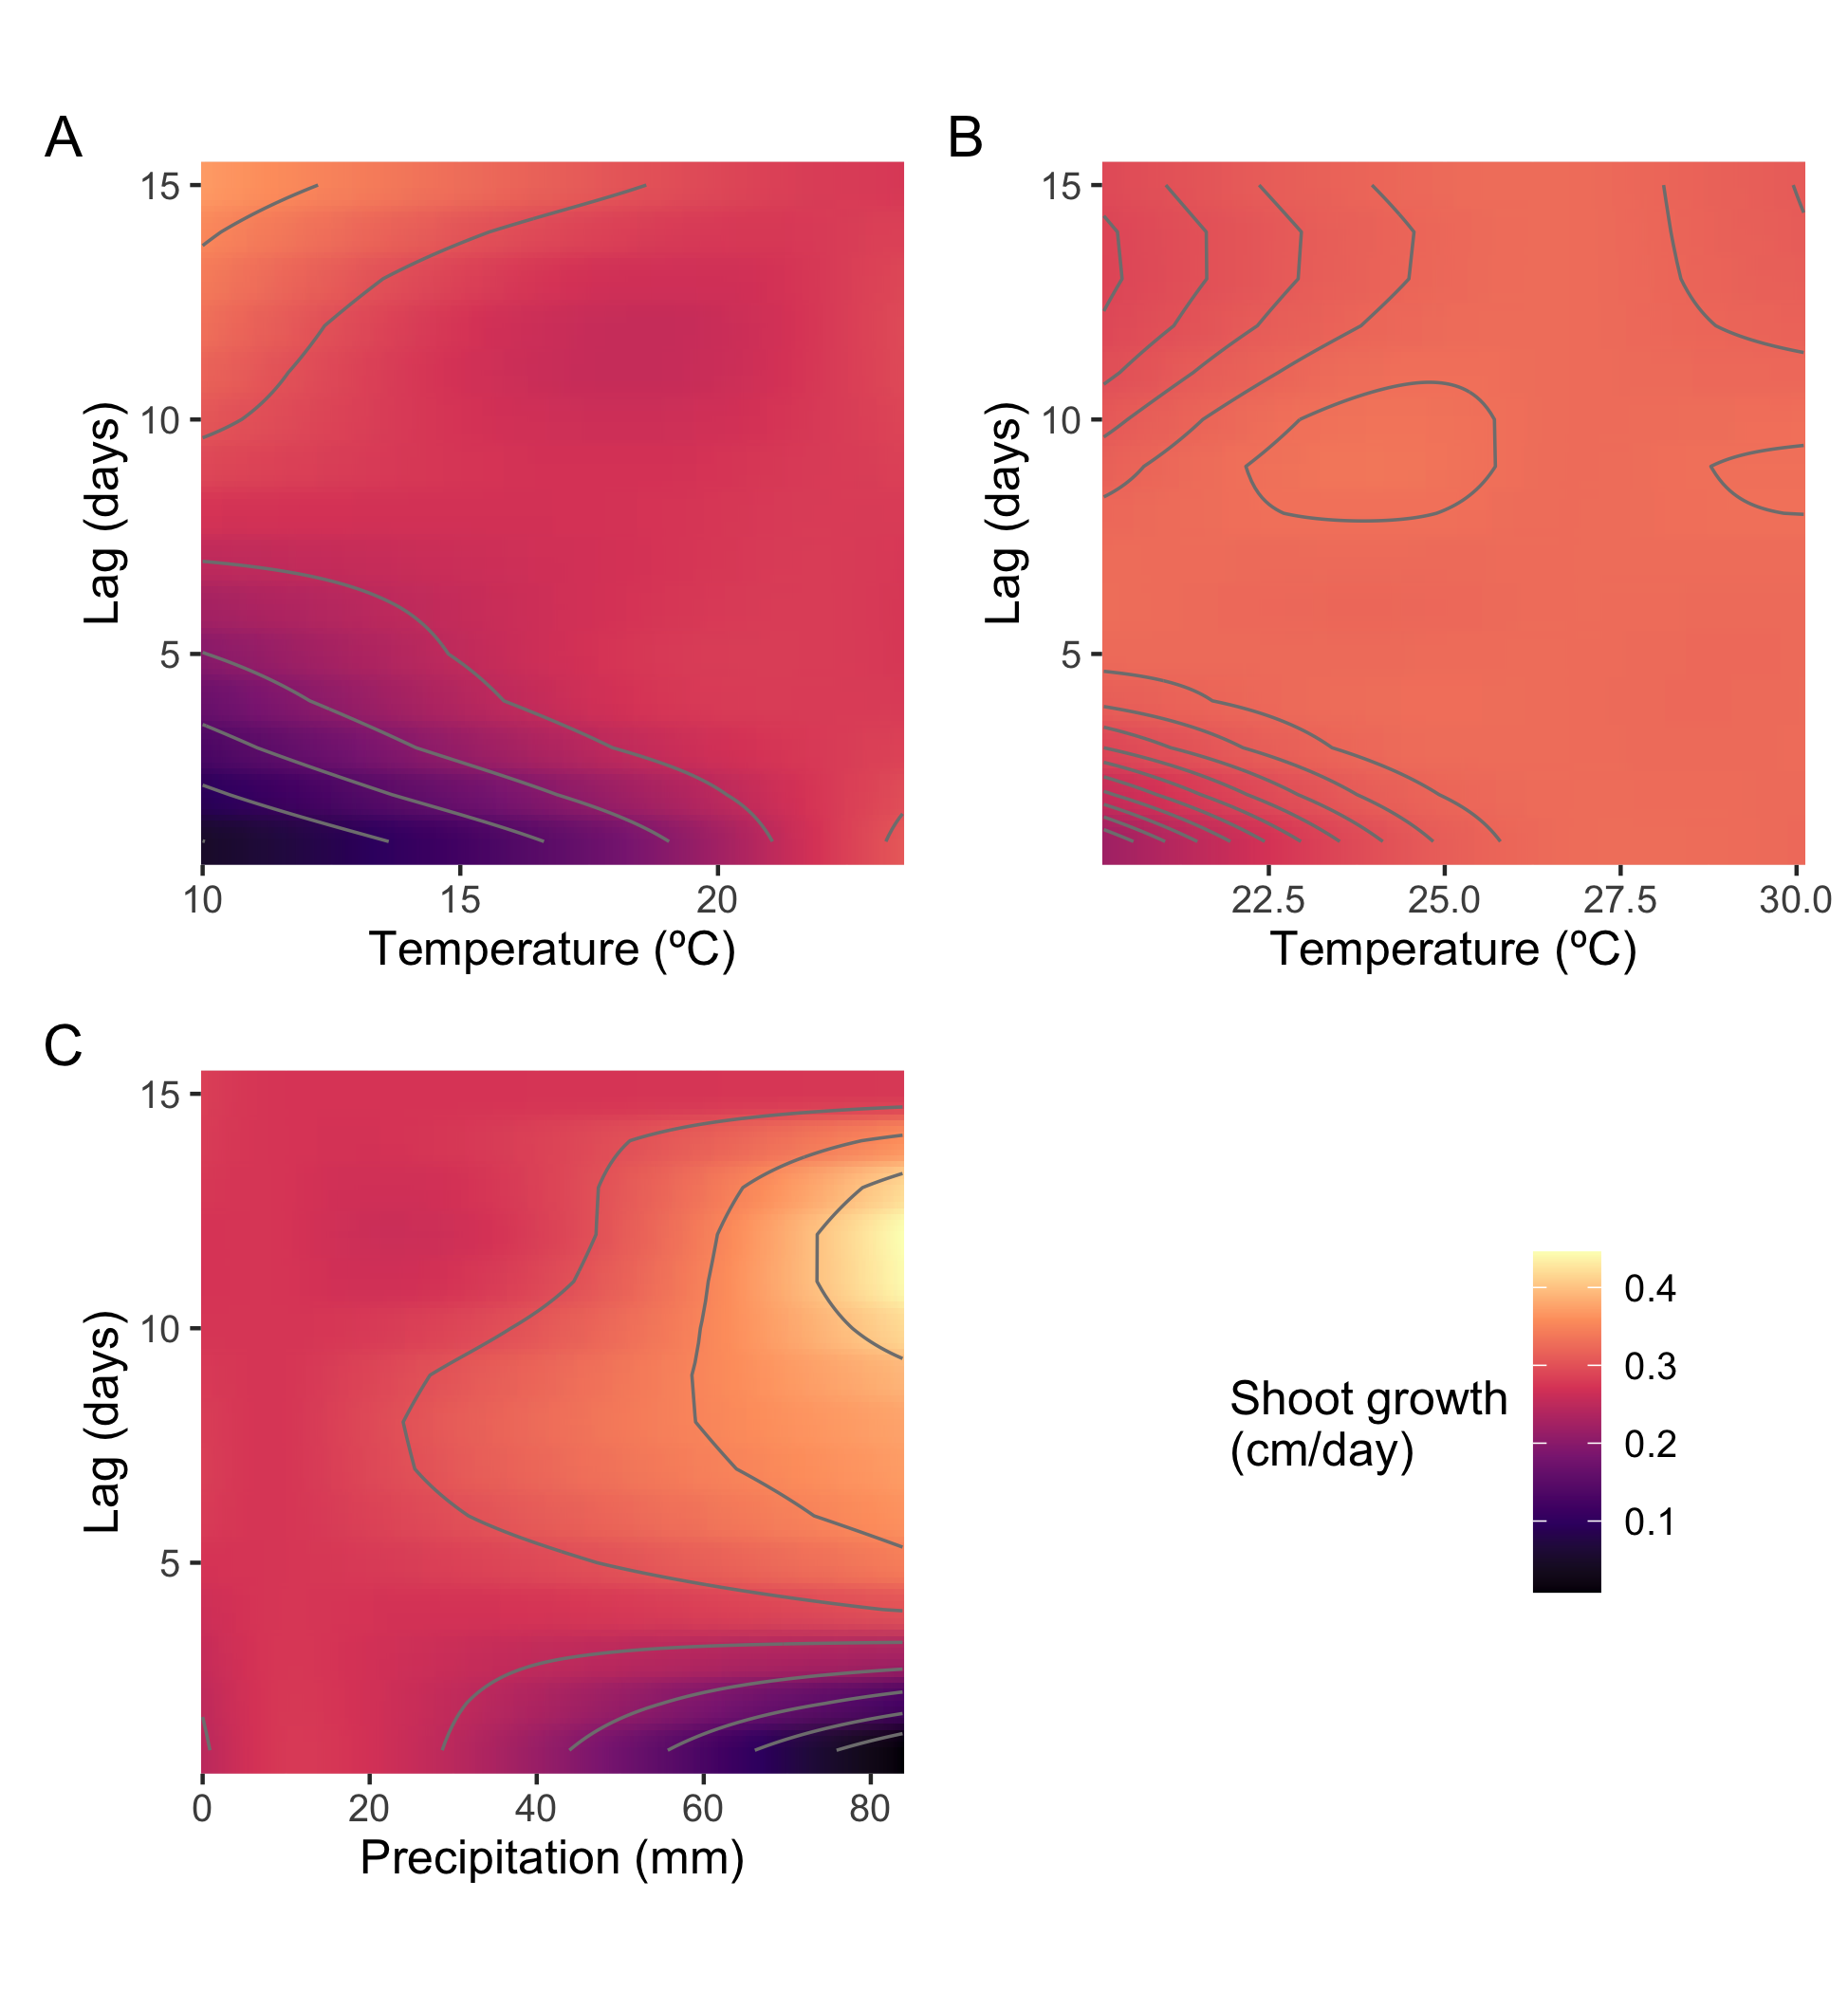 A
15
10
5
Lag (days)
10 15 20
Temperature (ºC)
B
15
10
5
Lag (days)
22.5 25.0 27.5 30.0
Temperature (ºC)
C
15
10
5
Lag (days)
0 20 40 60 80
Precipitation (mm)
Shoot growth
(cm/day)
0.4
0.3
0.2
0.1